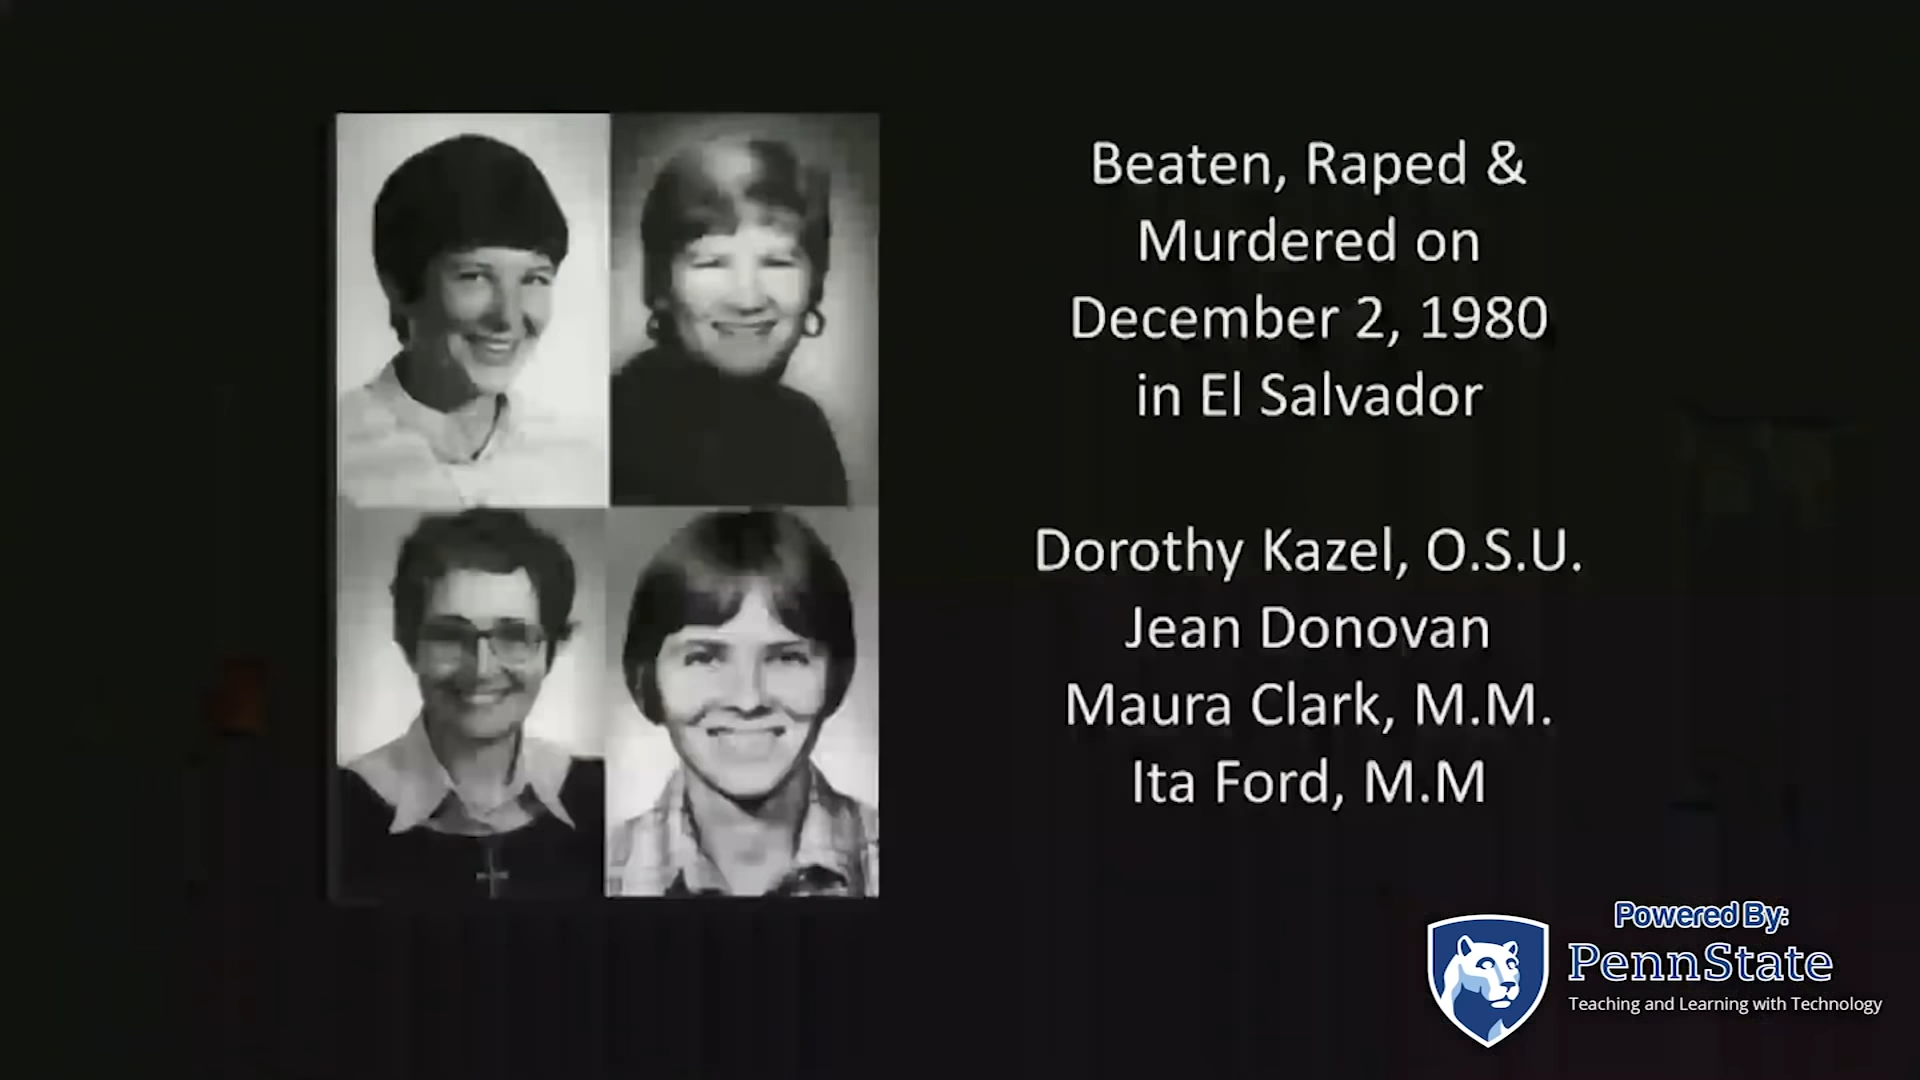 Beaten, Raped &
Murdered on
December 2, 1980
in El Salvador
Dorothy Kazel, O.S.U.
Jean Donovan
Maura Clark, M.M.
Ita Ford, M.M
Powered By:
PennState
Teaching and Learning with Technology